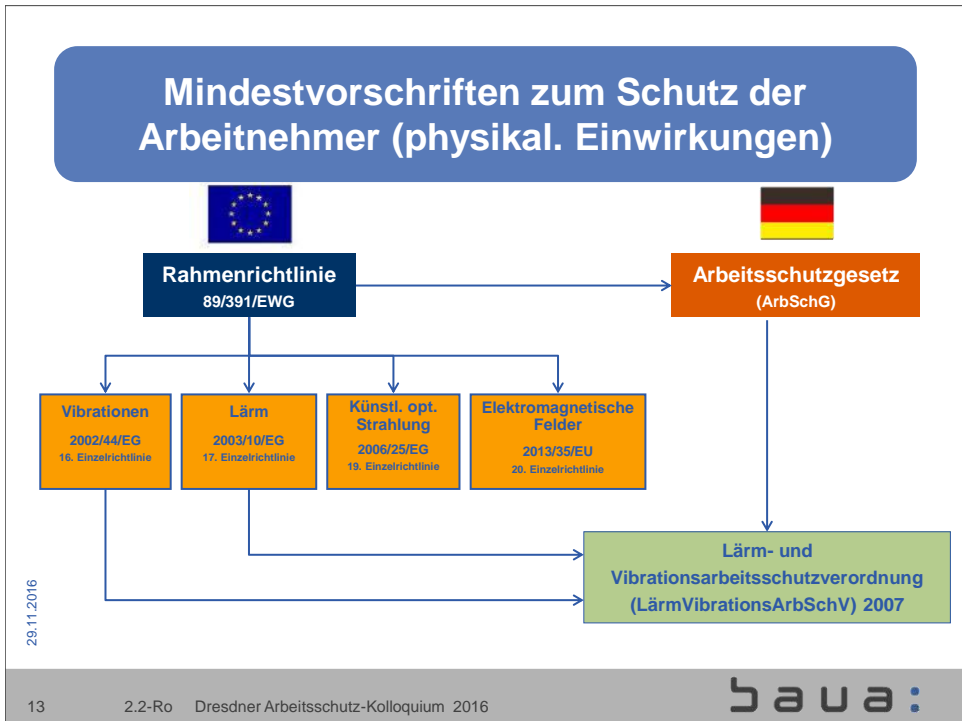 Mindestvorschriften zum Schutz der
Arbeitnehmer (physikal. Einwirkungen)
Rahmenrichtlinie
89/391/EWG
Arbeitsschutzgesetz
(ArbSchG)
Vibrationen
2002/44/EG
16. Einzelrichtlinie
Lärm
2003/10/EG
17. Einzelrichtlinie
Künstl. opt.
Strahlung
2006/25/EG
19. Einzelrichtlinie
Elektromagnetische
Felder
2013/35/EU
20. Einzelrichtlinie
Lärm- und
Vibrationsarbeitsschutzverordnung
(LärmVibrationsArbSchV) 2007
29.11.2016
13 2.2-Ro Dresdner Arbeitsschutz-Kolloquium 2016
baua: